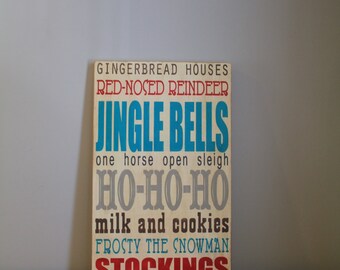 GINGERBREAD HOUSES
RED-NOSED REINDEER
JINGLE BELLS
one horse open sleigh
HO-HO-HO
milk and cookies
FROSTY THE SNOWMAN
STOCKINGS